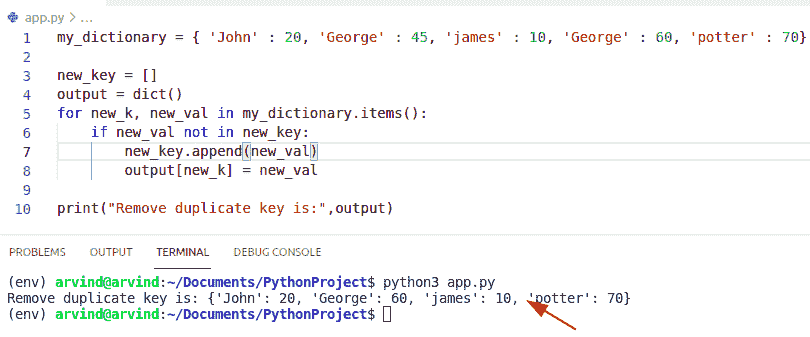 app.py > ...
1 my_dictionary = { 'John' : 20, 'George' : 45, 'james' : 10, 'George' : 60, 'potter' : 70}
2
3 new_key = []
4 output = dict()
5 for new_k, new_val in my_dictionary.items():
6     if new_val not in new_key:
7         new_key.append(new_val)
8         output[new_k] = new_val
9
10 print("Remove duplicate key is:",output)
PROBLEMS OUTPUT TERMINAL DEBUG CONSOLE
(env) arvind@arvind:~/Documents/PythonProject$ python3 app.py
Remove duplicate key is: {'John': 20, 'George': 60, 'james': 10, 'potter': 70}
(env) arvind@arvind:~/Documents/PythonProject$